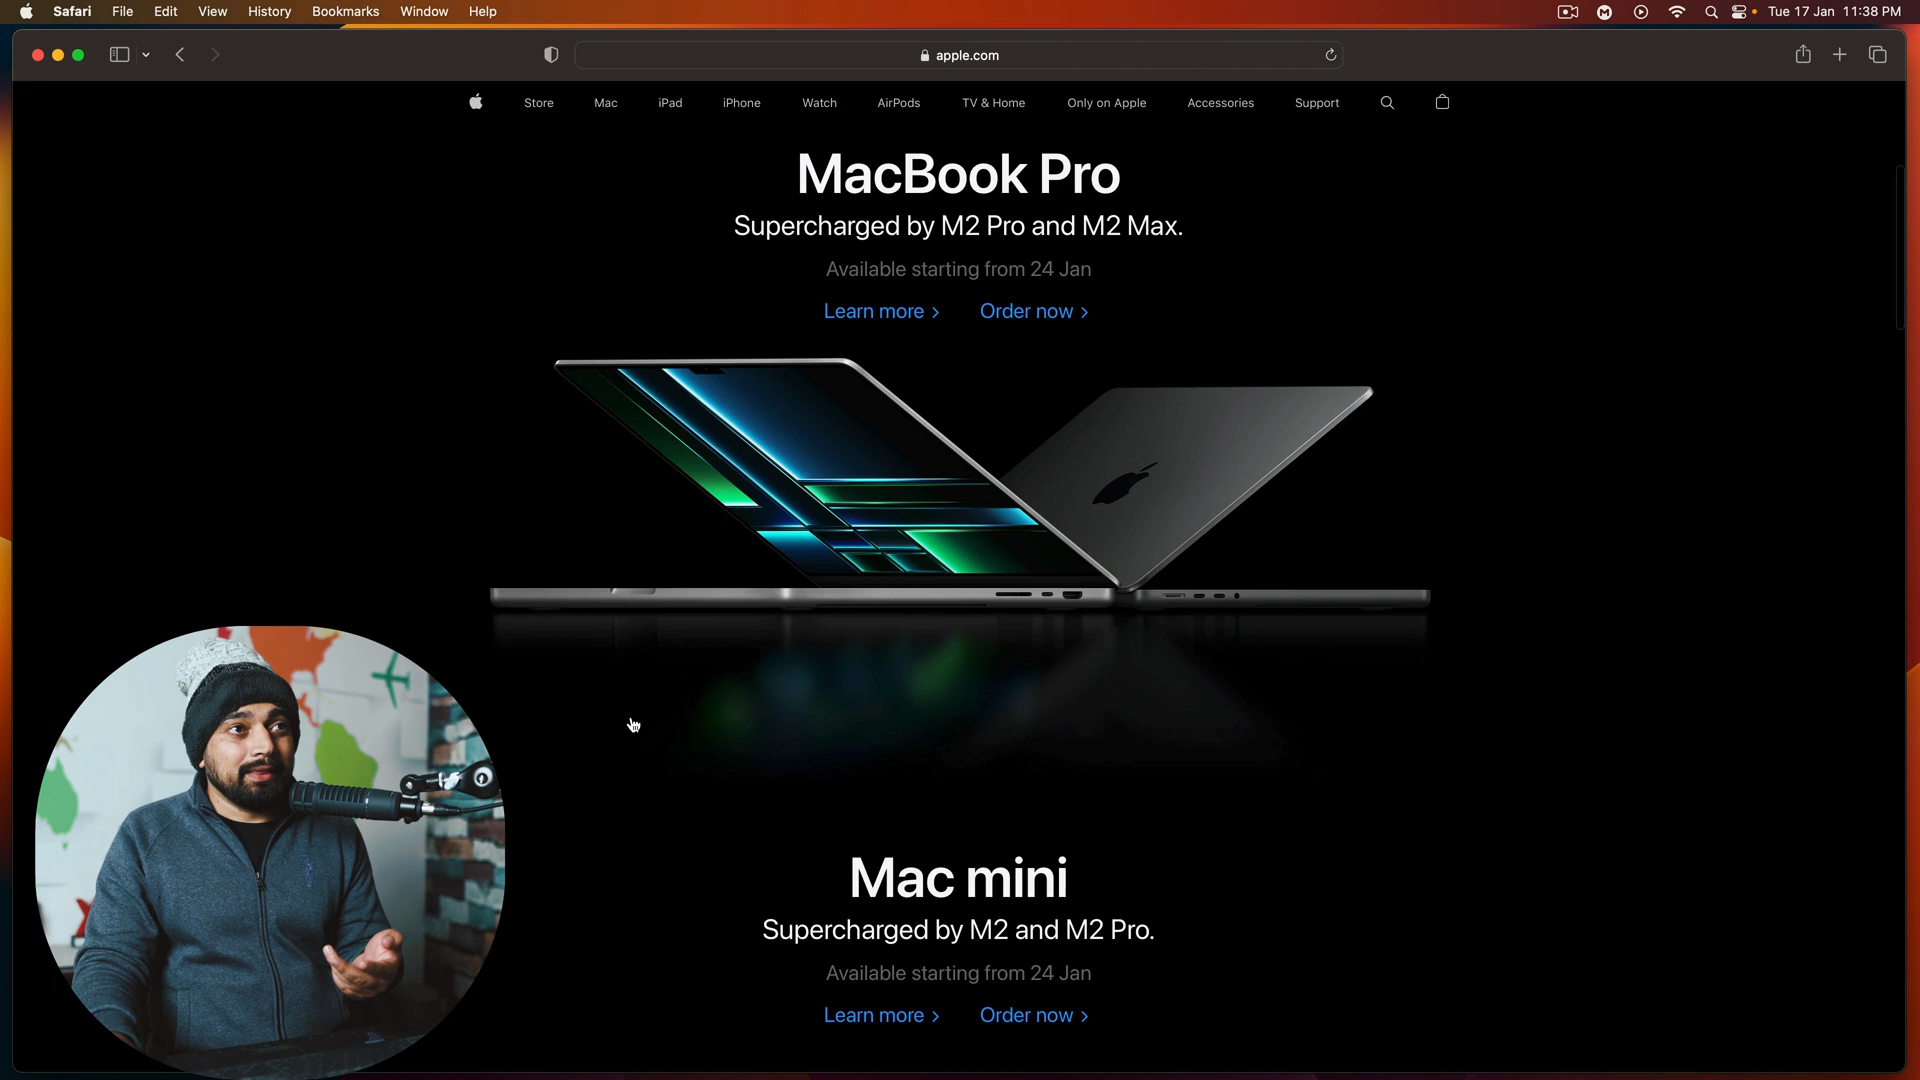 Safari File Edit View History Bookmarks Window Help Tue 17 Jan 11:38 PM
apple.com
Store Mac iPad iPhone Watch AirPods TV & Home Only on Apple Accessories Support
MacBook Pro
Supercharged by M2 Pro and M2 Max.
Available starting from 24 Jan
Learn more > Order now >
Mac mini
Supercharged by M2 and M2 Pro.
Available starting from 24 Jan
Learn more > Order now >